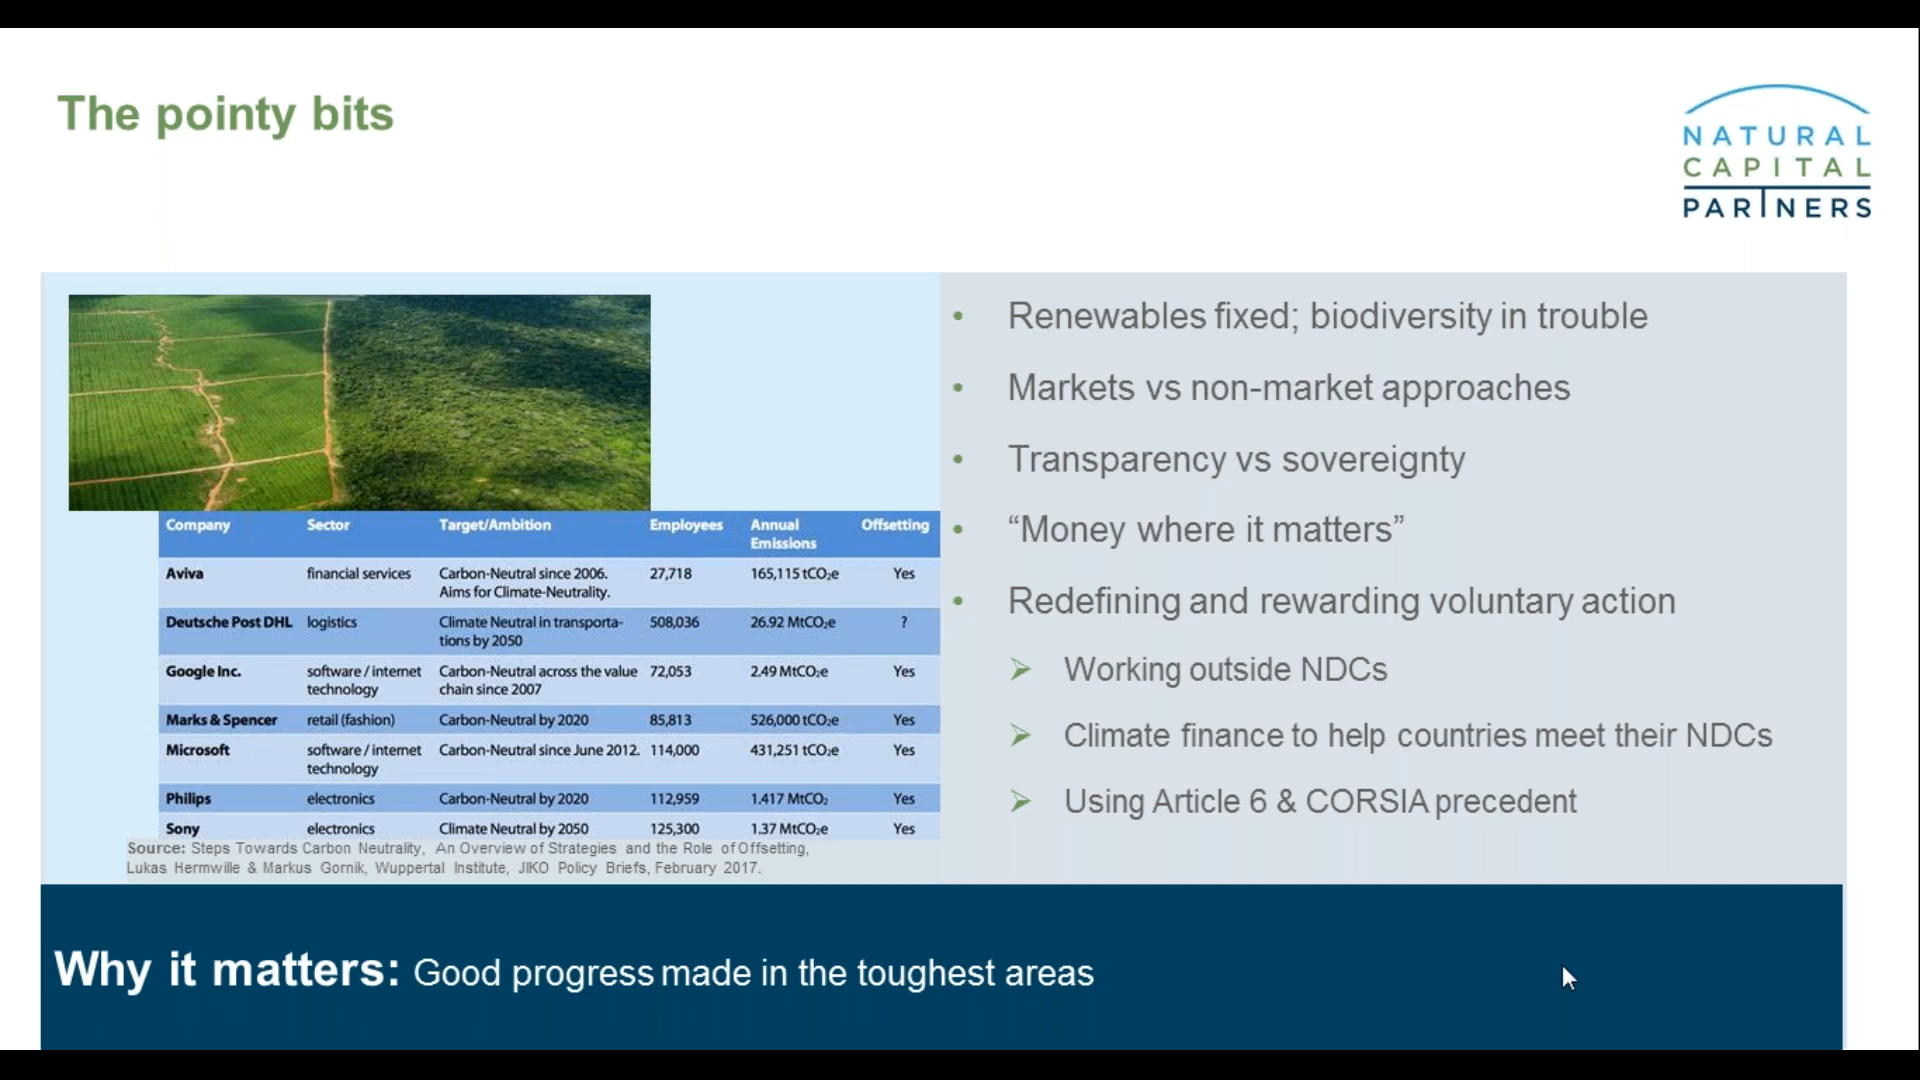 The pointy bits
NATURAL
CAPITAL
PARTNERS
Company Sector Target/Ambition Employees Annual Emissions Offsetting
Aviva financial services Carbon-Neutral since 2006. 27,718 165,115 tCO₂e Yes
Aims for Climate-Neutrality.
Deutsche Post DHL logistics Climate Neutral in transporta- 508,036 26.92 MtCO₂e ?
tions by 2050
Google Inc. software / internet Carbon-Neutral across the value 72,053 2.49 MtCO₂e Yes
technology chain since 2007
Marks & Spencer retail (fashion) Carbon-Neutral by 2020 85,813 526,000 tCO₂e Yes
Microsoft software / internet Carbon-Neutral since June 2012. 114,000 431,251 tCO₂e Yes
technology
Philips electronics Carbon-Neutral by 2020 112,959 1.417 MtCO₂ Yes
Sony electronics Climate Neutral by 2050 125,300 1.37 MtCO₂e Yes
Source: Steps Towards Carbon Neutrality, An Overview of Strategies and the Role of Offsetting,
Lukas Hermwille & Markus Gornik, Wuppertal Institute, JIKO Policy Briefs, February 2017.
• Renewables fixed; biodiversity in trouble
• Markets vs non-market approaches
• Transparency vs sovereignty
• “Money where it matters”
• Redefining and rewarding voluntary action
➢ Working outside NDCs
➢ Climate finance to help countries meet their NDCs
➢ Using Article 6 & CORSIA precedent
Why it matters: Good progress made in the toughest areas